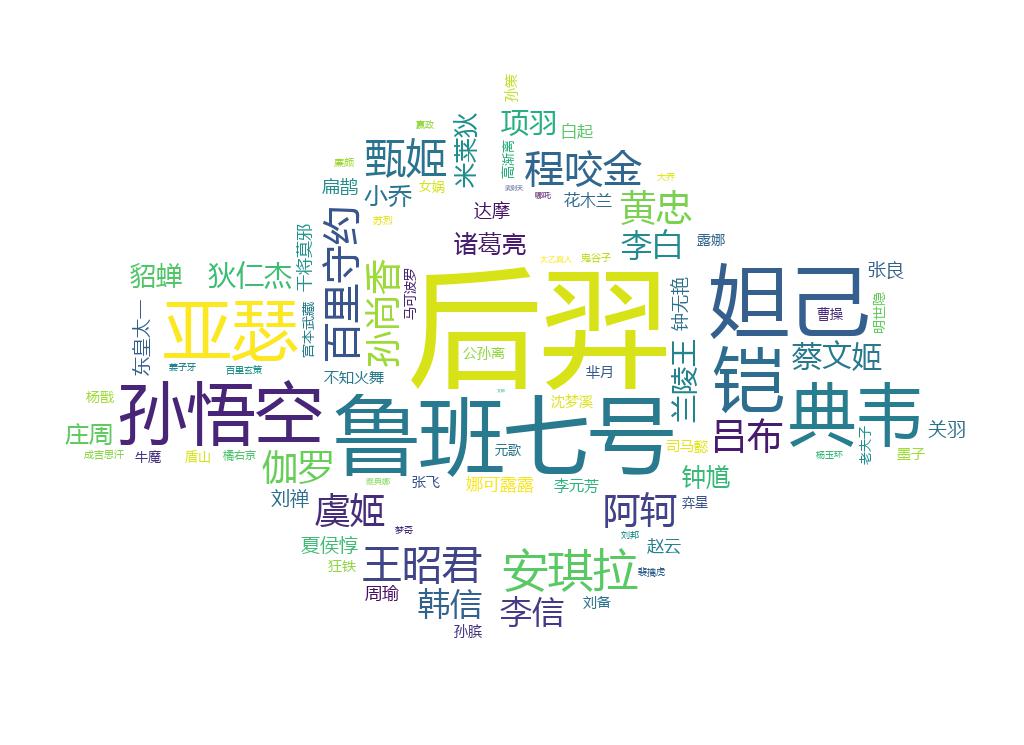 孙策
嬴政
项羽
白起
米莱狄
高渐离
甄姬
程咬金
廉颇
扁鹊
小乔
女娲
武则天
哪吒
大乔
花木兰
黄忠
达摩
苏烈
百里守约
干将莫邪
诸葛亮
李白
露娜
太乙真人
鬼谷子
貂蝉
狄仁杰
孙尚香
马可波罗
后羿
钟无艳
妲己
张良
曹操
明世隐
东皇太一
亚瑟
宫本武藏
公孙离
兰陵王
铠
蔡文姬
姜子牙
百里玄策
不知火舞
芈月
杨戬
孙悟空
鲁班七号
沈梦溪
典韦
庄周
吕布
关羽
老夫子
成吉思汗
牛魔
盾山
橘右京
伽罗
元歌
司马懿
杨玉环
墨子
张飞
娜可露露
李元芳
钟馗
刘禅
虞姬
阿轲
弈星
梦奇
刘邦
夏侯惇
赵云
狂铁
王昭君
安琪拉
裴擒虎
周瑜
韩信
李信
刘备
孙膑